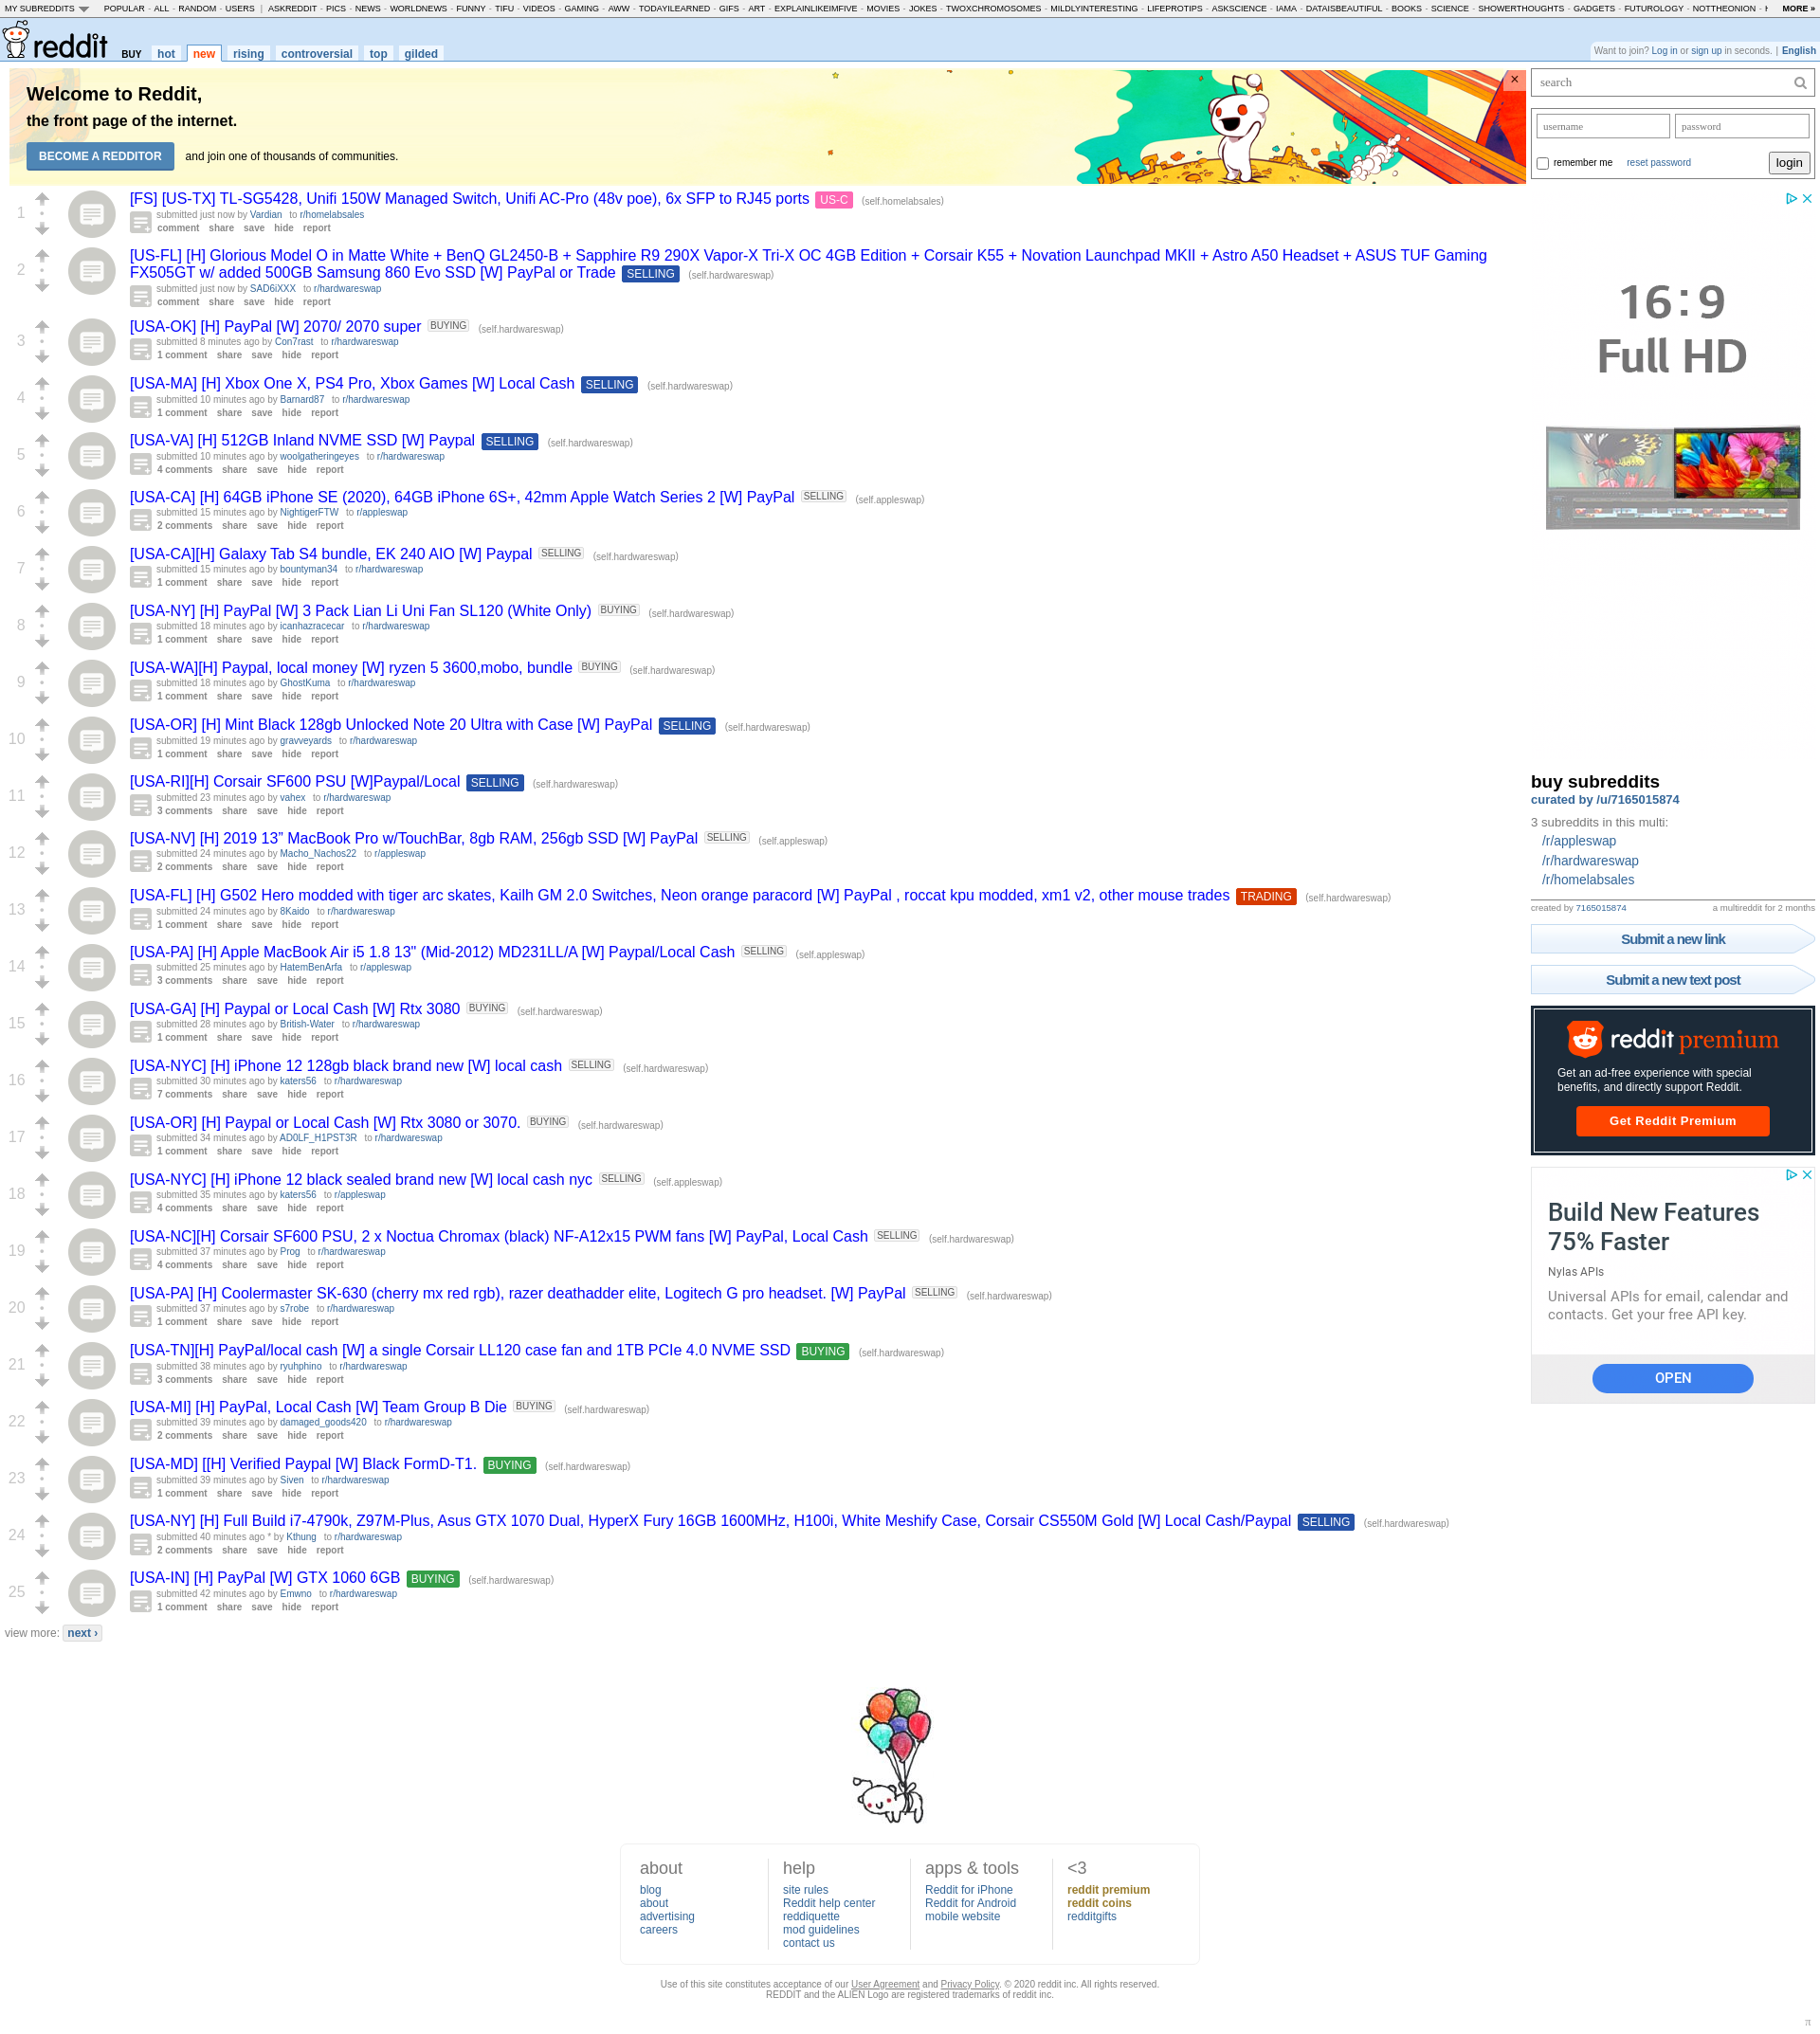 MY SUBREDDITS POPULAR - ALL - RANDOM - USERS | ASKREDDIT - PICS - NEWS - WORLDNEWS - FUNNY - TIFU - VIDEOS - GAMING - AWW - TODAYILEARNED - GIFS - ART - EXPLAINLIKEIMFIVE - MOVIES - JOKES - TWOXCHROMOSOMES - MILDLYINTERESTING - LIFEPROTIPS - ASKSCIENCE - IAMA - DATAISBEAUTIFUL - BOOKS - SCIENCE - SHOWERTHOUGHTS - GADGETS - FUTUROLOGY - NOTTHEONION - MORE »
reddit BUY hot new rising controversial top gilded
Want to join? Log in or sign up in seconds. | English
Welcome to Reddit,
the front page of the internet.
BECOME A REDDITOR and join one of thousands of communities.
×
search
username password
remember me reset password login
1 [FS] [US-TX] TL-SG5428, Unifi 150W Managed Switch, Unifi AC-Pro (48v poe), 6x SFP to RJ45 ports US-C (self.homelabsales)
submitted just now by Vardian to r/homelabsales
comment share save hide report
2 [US-FL] [H] Glorious Model O in Matte White + BenQ GL2450-B + Sapphire R9 290X Vapor-X Tri-X OC 4GB Edition + Corsair K55 + Novation Launchpad MKII + Astro A50 Headset + ASUS TUF Gaming
FX505GT w/ added 500GB Samsung 860 Evo SSD [W] PayPal or Trade SELLING (self.hardwareswap)
submitted just now by SAD6iXXX to r/hardwareswap
comment share save hide report
3 [USA-OK] [H] PayPal [W] 2070/ 2070 super BUYING (self.hardwareswap)
submitted 8 minutes ago by Con7rast to r/hardwareswap
1 comment share save hide report
4 [USA-MA] [H] Xbox One X, PS4 Pro, Xbox Games [W] Local Cash SELLING (self.hardwareswap)
submitted 10 minutes ago by Barnard87 to r/hardwareswap
1 comment share save hide report
5 [USA-VA] [H] 512GB Inland NVME SSD [W] Paypal SELLING (self.hardwareswap)
submitted 10 minutes ago by woolgatheringeyes to r/hardwareswap
4 comments share save hide report
6 [USA-CA] [H] 64GB iPhone SE (2020), 64GB iPhone 6S+, 42mm Apple Watch Series 2 [W] PayPal SELLING (self.appleswap)
submitted 15 minutes ago by NightigerFTW to r/appleswap
2 comments share save hide report
7 [USA-CA][H] Galaxy Tab S4 bundle, EK 240 AIO [W] Paypal SELLING (self.hardwareswap)
submitted 15 minutes ago by bountyman34 to r/hardwareswap
1 comment share save hide report
8 [USA-NY] [H] PayPal [W] 3 Pack Lian Li Uni Fan SL120 (White Only) BUYING (self.hardwareswap)
submitted 18 minutes ago by icanhazracecar to r/hardwareswap
1 comment share save hide report
9 [USA-WA][H] Paypal, local money [W] ryzen 5 3600,mobo, bundle BUYING (self.hardwareswap)
submitted 18 minutes ago by GhostKuma to r/hardwareswap
1 comment share save hide report
10 [USA-OR] [H] Mint Black 128gb Unlocked Note 20 Ultra with Case [W] PayPal SELLING (self.hardwareswap)
submitted 19 minutes ago by gravveyards to r/hardwareswap
1 comment share save hide report
11 [USA-RI][H] Corsair SF600 PSU [W]Paypal/Local SELLING (self.hardwareswap)
submitted 23 minutes ago by vahex to r/hardwareswap
3 comments share save hide report
12 [USA-NV] [H] 2019 13” MacBook Pro w/TouchBar, 8gb RAM, 256gb SSD [W] PayPal SELLING (self.appleswap)
submitted 24 minutes ago by Macho_Nachos22 to r/appleswap
2 comments share save hide report
13 [USA-FL] [H] G502 Hero modded with tiger arc skates, Kailh GM 2.0 Switches, Neon orange paracord [W] PayPal , roccat kpu modded, xm1 v2, other mouse trades TRADING (self.hardwareswap)
submitted 24 minutes ago by 8Kaido to r/hardwareswap
1 comment share save hide report
14 [USA-PA] [H] Apple MacBook Air i5 1.8 13" (Mid-2012) MD231LL/A [W] Paypal/Local Cash SELLING (self.appleswap)
submitted 25 minutes ago by HatemBenArfa to r/appleswap
3 comments share save hide report
15 [USA-GA] [H] Paypal or Local Cash [W] Rtx 3080 BUYING (self.hardwareswap)
submitted 28 minutes ago by British-Water to r/hardwareswap
1 comment share save hide report
16 [USA-NYC] [H] iPhone 12 128gb black brand new [W] local cash SELLING (self.hardwareswap)
submitted 30 minutes ago by katers56 to r/hardwareswap
7 comments share save hide report
17 [USA-OR] [H] Paypal or Local Cash [W] Rtx 3080 or 3070. BUYING (self.hardwareswap)
submitted 34 minutes ago by AD0LF_H1PST3R to r/hardwareswap
1 comment share save hide report
18 [USA-NYC] [H] iPhone 12 black sealed brand new [W] local cash nyc SELLING (self.appleswap)
submitted 35 minutes ago by katers56 to r/appleswap
4 comments share save hide report
19 [USA-NC][H] Corsair SF600 PSU, 2 x Noctua Chromax (black) NF-A12x15 PWM fans [W] PayPal, Local Cash SELLING (self.hardwareswap)
submitted 37 minutes ago by Prog to r/hardwareswap
4 comments share save hide report
20 [USA-PA] [H] Coolermaster SK-630 (cherry mx red rgb), razer deathadder elite, Logitech G pro headset. [W] PayPal SELLING (self.hardwareswap)
submitted 37 minutes ago by s7robe to r/hardwareswap
1 comment share save hide report
21 [USA-TN][H] PayPal/local cash [W] a single Corsair LL120 case fan and 1TB PCIe 4.0 NVME SSD BUYING (self.hardwareswap)
submitted 38 minutes ago by ryuhphino to r/hardwareswap
3 comments share save hide report
22 [USA-MI] [H] PayPal, Local Cash [W] Team Group B Die BUYING (self.hardwareswap)
submitted 39 minutes ago by damaged_goods420 to r/hardwareswap
2 comments share save hide report
23 [USA-MD] [[H] Verified Paypal [W] Black FormD-T1. BUYING (self.hardwareswap)
submitted 39 minutes ago by Siven to r/hardwareswap
1 comment share save hide report
24 [USA-NY] [H] Full Build i7-4790k, Z97M-Plus, Asus GTX 1070 Dual, HyperX Fury 16GB 1600MHz, H100i, White Meshify Case, Corsair CS550M Gold [W] Local Cash/Paypal SELLING (self.hardwareswap)
submitted 40 minutes ago * by Kthung to r/hardwareswap
2 comments share save hide report
25 [USA-IN] [H] PayPal [W] GTX 1060 6GB BUYING (self.hardwareswap)
submitted 42 minutes ago by Emwno to r/hardwareswap
1 comment share save hide report
view more: next ›
16:9
Full HD
buy subreddits
curated by /u/7165015874
3 subreddits in this multi:
/r/appleswap
/r/hardwareswap
/r/homelabsales
created by 7165015874 a multireddit for 2 months
Submit a new link
Submit a new text post
reddit premium
Get an ad-free experience with special
benefits, and directly support Reddit.
Get Reddit Premium
Build New Features
75% Faster
Nylas APIs
Universal APIs for email, calendar and
contacts. Get your free API key.
OPEN
about
blog
about
advertising
careers
help
site rules
Reddit help center
reddiquette
mod guidelines
contact us
apps & tools
Reddit for iPhone
Reddit for Android
mobile website
<3
reddit premium
reddit coins
redditgifts
Use of this site constitutes acceptance of our User Agreement and Privacy Policy. © 2020 reddit inc. All rights reserved.
REDDIT and the ALIEN Logo are registered trademarks of reddit inc.
π